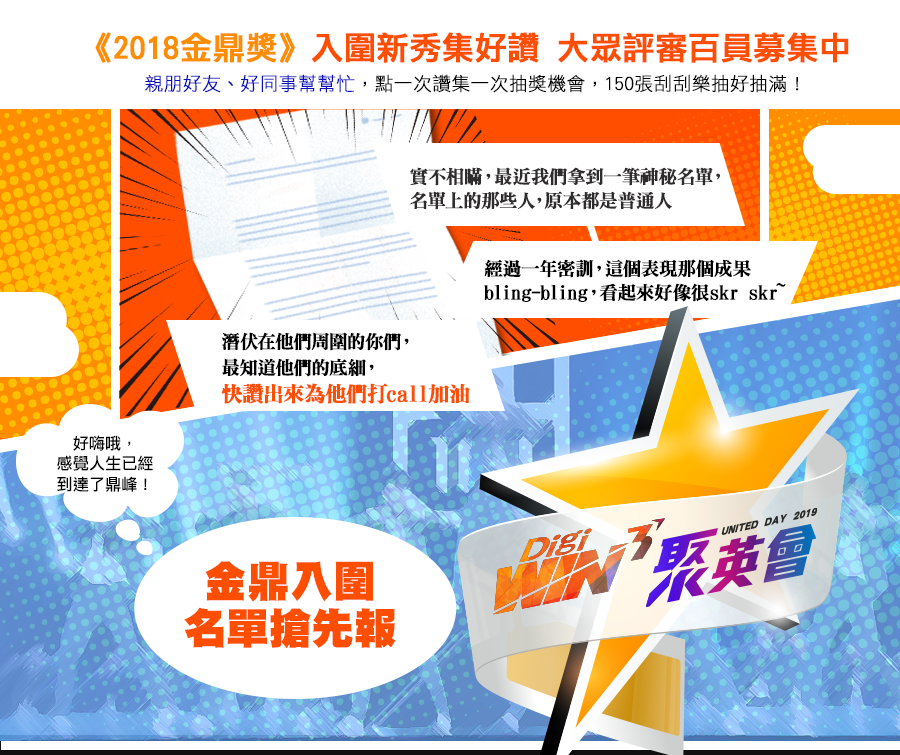 《2018金鼎獎》入圍新秀集好讚 大眾評審百員募集中
親朋好友、好同事幫幫忙，點一次讚集一次抽獎機會，150張刮刮樂抽好抽滿！
實不相瞞，最近我們拿到一筆神秘名單，
名單上的那些人，原本都是普通人
經過一年密訓，這個表現那個成果
bling-bling，看起來好像很skr skr~
潛伏在他們周圍的你們，
最知道他們的底細，
快讚出來為他們打call加油
好嗨哦，
感覺人生已經
到達了鼎峰！
金鼎入圍
名單搶先報
UNITED DAY 2019
Digi
WIN³
聚英會